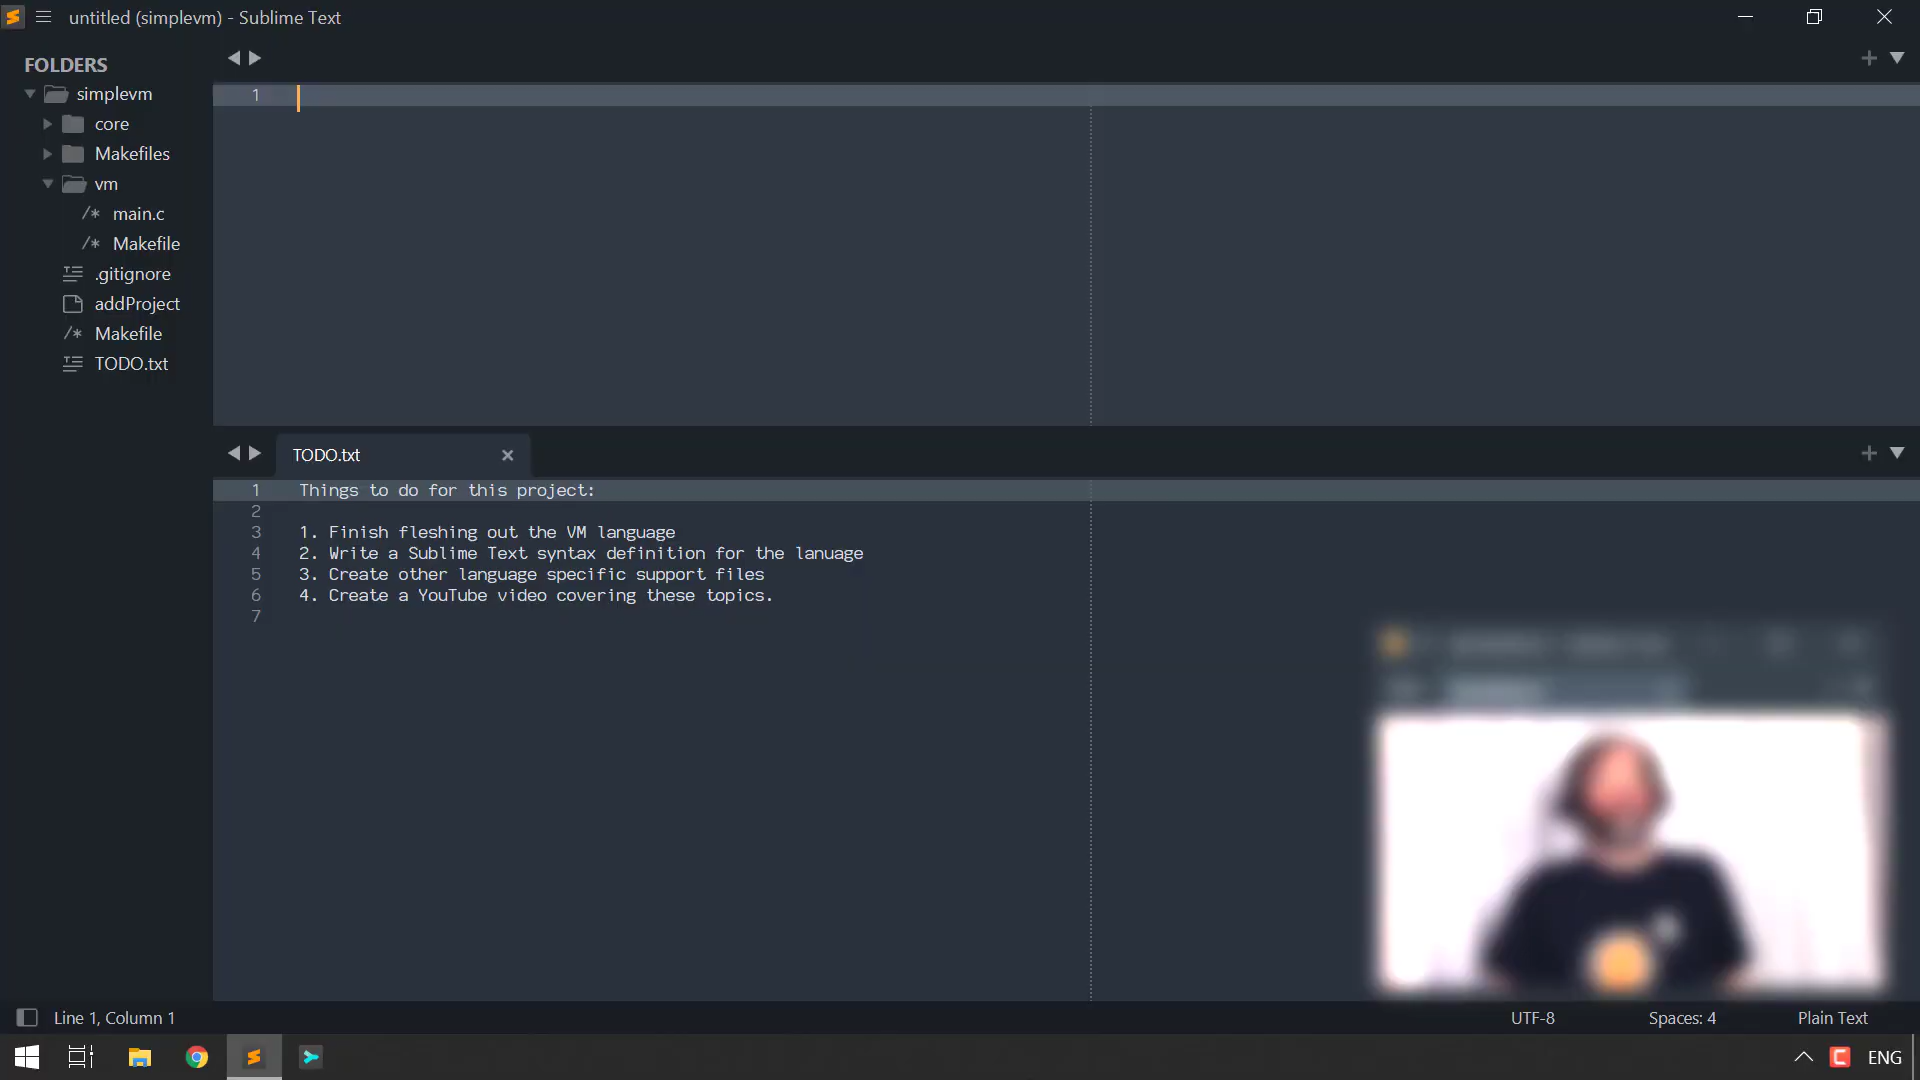 untitled (simplevm) - Sublime Text
FOLDERS
simplevm
core
Makefiles
vm
/* main.c
/* Makefile
.gitignore
addProject
/* Makefile
TODO.txt
1
TODO.txt
1 Things to do for this project:
2
3 1. Finish fleshing out the VM language
4 2. Write a Sublime Text syntax definition for the lanuage
5 3. Create other language specific support files
6 4. Create a YouTube video covering these topics.
7
Line 1, Column 1
UTF-8
Spaces: 4
Plain Text
ENG